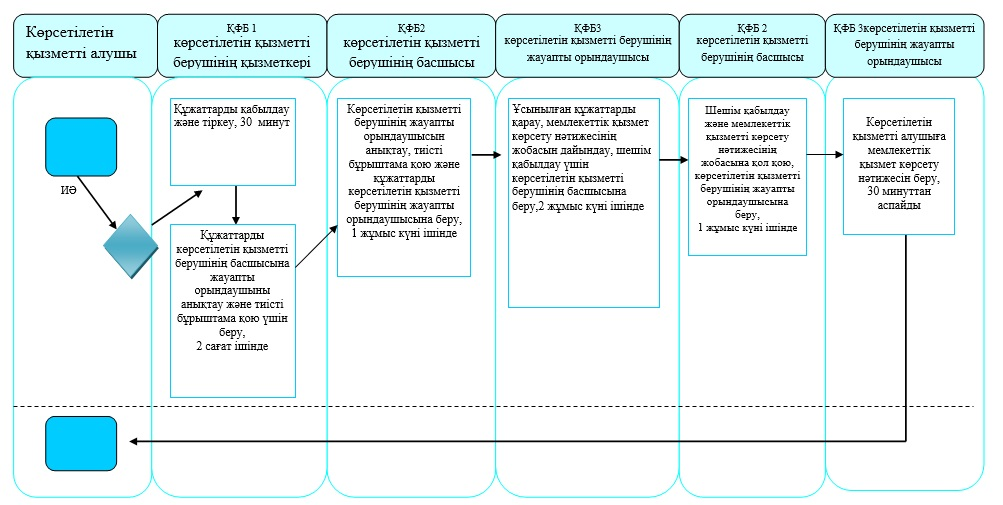 Көрсетілетін
қызметті алушы
ҚФБ 1
көрсетілетін қызметті
берушінің қызметкері
ҚФБ2
көрсетілетін қызметті
берушінің басшысы
ҚФБ3
көрсетілетін қызметті берушінің
жауапты орындаушысы
ҚФБ 2
көрсетілетін қызметті
берушінің басшысы
ҚФБ 3көрсетілетін қызметті
берушінің жауапты
орындаушысы
ИӘ
Құжаттарды қабылдау
және тіркеу, 30 минут
Құжаттарды
көрсетілетін қызметті
берушінің басшысына
жауапты
орындаушыны
анықтау және тиісті
бұрыштама қою үшін
беру,
2 сағат ішінде
Көрсетілетін қызметті
берушінің жауапты
орындаушысын
анықтау, тиісті
бұрыштама қою және
құжаттарды
көрсетілетін қызметті
берушінің жауапты
орындаушысына беру,
1 жұмыс күні ішінде
Ұсынылған құжаттарды
қарау, мемлекеттік қызмет
көрсету нәтижесінің
жобасын дайындау, шешім
қабылдау үшін
көрсетілетін қызметті
берушінің басшысына
беру,2 жұмыс күні ішінде
Шешім қабылдау
және мемлекеттік
қызметті көрсету
нәтижесінің
жобасына қол қою,
көрсетілетін қызметті
берушінің жауапты
орындаушысына
беру,
1 жұмыс күні ішінде
Көрсетілетін
қызметті алушыға
мемлекеттік
қызмет көрсету
нәтижесін беру,
30 минуттан
аспайды